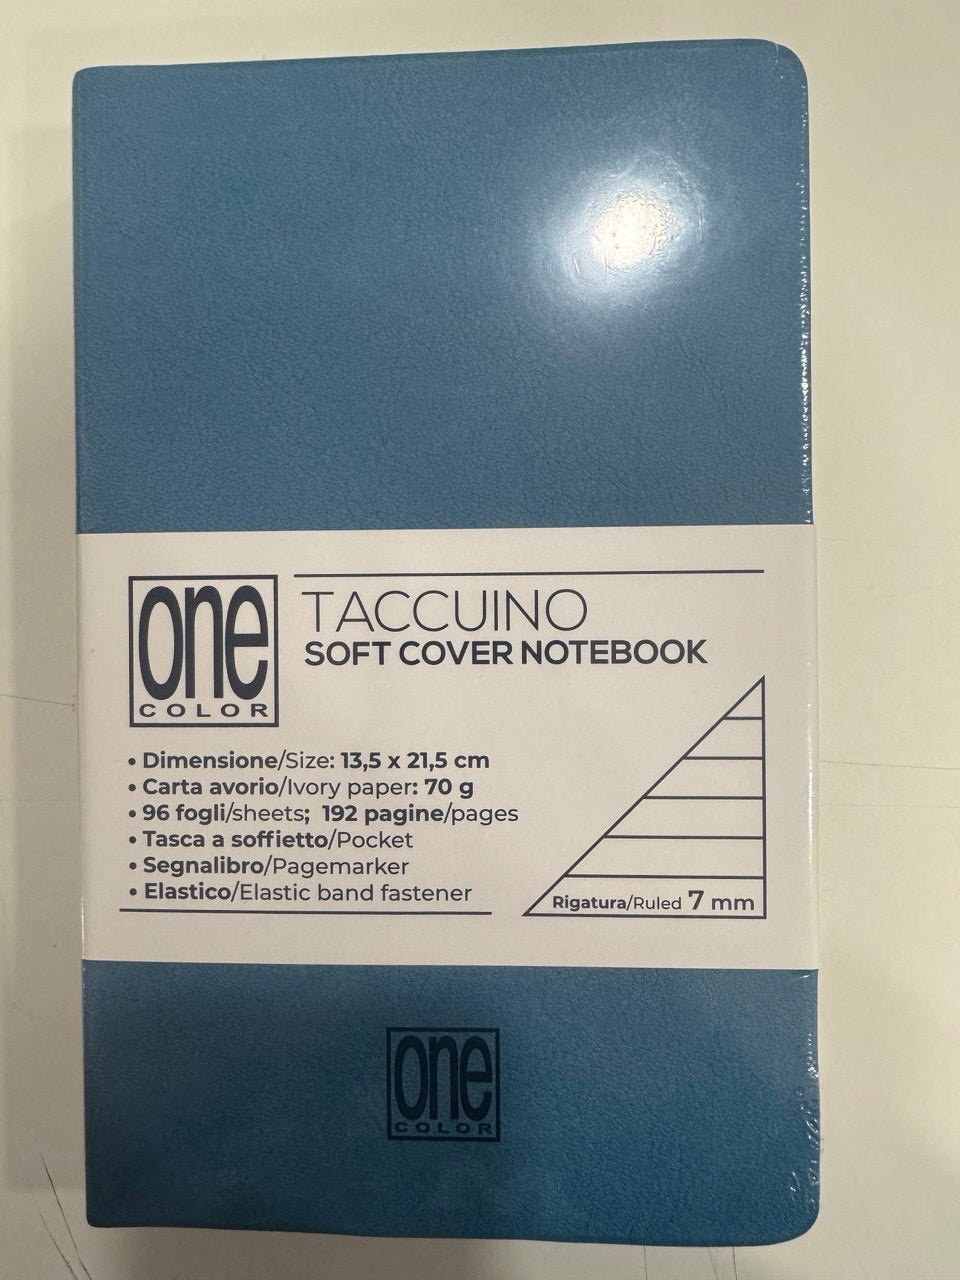 one
COLOR
TACCUINO
SOFT COVER NOTEBOOK
• Dimensione/Size: 13,5 x 21,5 cm
• Carta avorio/Ivory paper: 70 g
• 96 fogli/sheets; 192 pagine/pages
• Tasca a soffietto/Pocket
• Segnalibro/Pagemarker
• Elastico/Elastic band fastener
Rigatura/Ruled 7 mm
one
COLOR